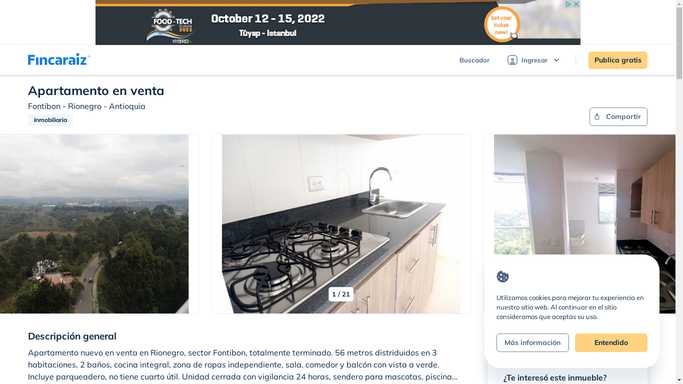 FOOD-TECH
October 12 - 15, 2022
Tüyap - Istanbul
Get your ticket now!
Fincaraiz
Buscador
Ingresar
Publica gratis
Apartamento en venta
Fontibon - Rionegro - Antioquia
Inmobiliaria
Compartir
1 / 21
Utilizamos cookies para mejorar tu experiencia en
nuestro sitio web. Al continuar en el sitio
consideramos que aceptas su uso.
Más información
Entendido
Descripción general
Apartamento nuevo en venta en Rionegro, sector Fontibon, totalmente terminado. 56 metros distribuidos en 3
habitaciones, 2 baños, cocina integral, zona de ropas independiente, sala, comedor y balcón con vista a verde.
Incluye parqueadero, no tiene cuarto útil. Unidad cerrada con vigilancia 24 horas, sendero para mascotas, piscina...
¿Te interesó este inmueble?